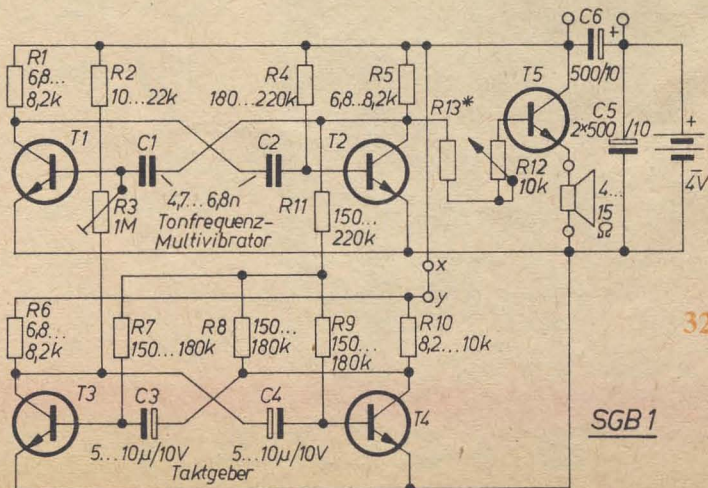 R1
6,8...
8,2k
R2
10...22k
R4
180...220k
R5
6,8...8,2k
C6
+
500/10
T5
R13*
C5
2×500/10
+
4V
R12
10k
4...
15
Ω
T1
C1
C2
T2
4,7...6,8n
Tonfrequenz-
Multivibrator
R3
1M
R11
150...
220k
x
y
R6
6,8...
8,2k
R7
150...180k
R8
150...
180k
R9
150...
180k
R10
8,2...10k
32
T3
C3
C4
T4
5...10μ/10V
5...10μ/10V
Taktgeber
SGB1